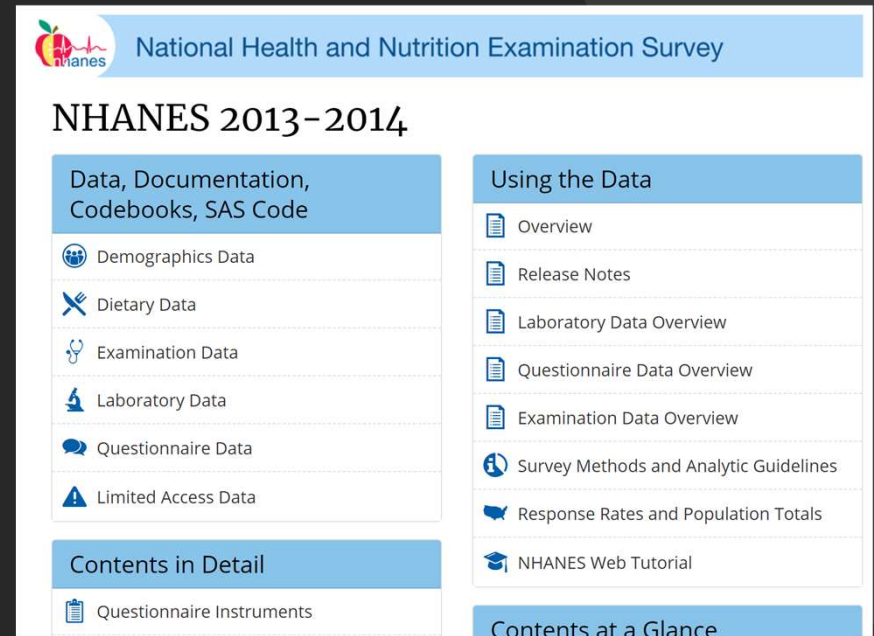 nhanes
National Health and Nutrition Examination Survey
NHANES 2013-2014
Data, Documentation,
Codebooks, SAS Code
Demographics Data
Dietary Data
Examination Data
Laboratory Data
Questionnaire Data
Limited Access Data
Contents in Detail
Questionnaire Instruments
Using the Data
Overview
Release Notes
Laboratory Data Overview
Questionnaire Data Overview
Examination Data Overview
Survey Methods and Analytic Guidelines
Response Rates and Population Totals
NHANES Web Tutorial
Contents at a Glance